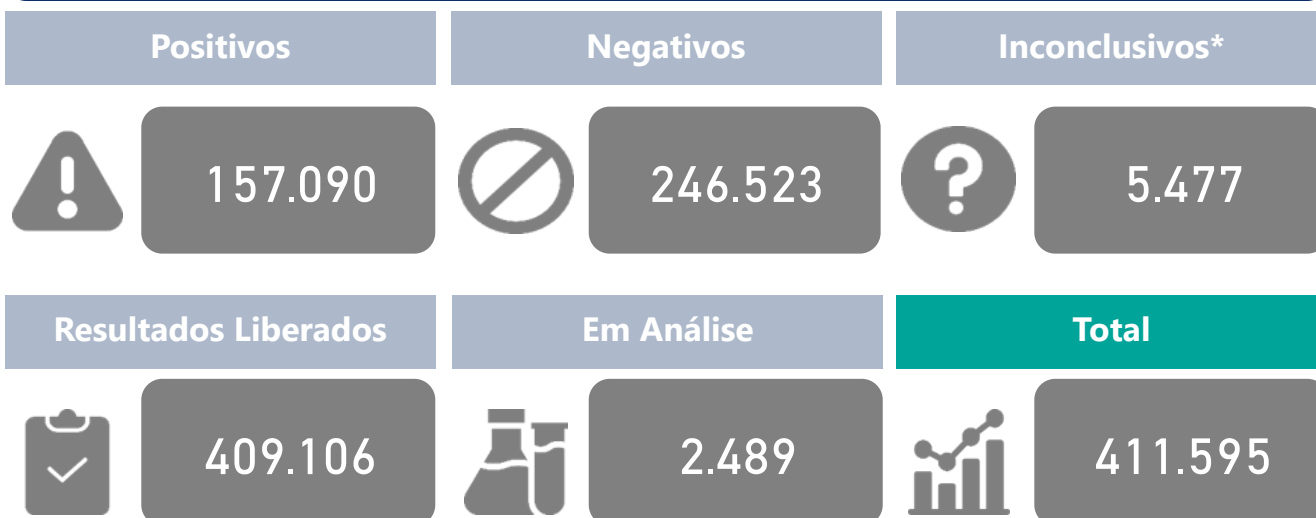 Positivos
Negativos
Inconclusivos*
157.090
246.523
5.477
Resultados Liberados
Em Análise
Total
409.106
2.489
411.595